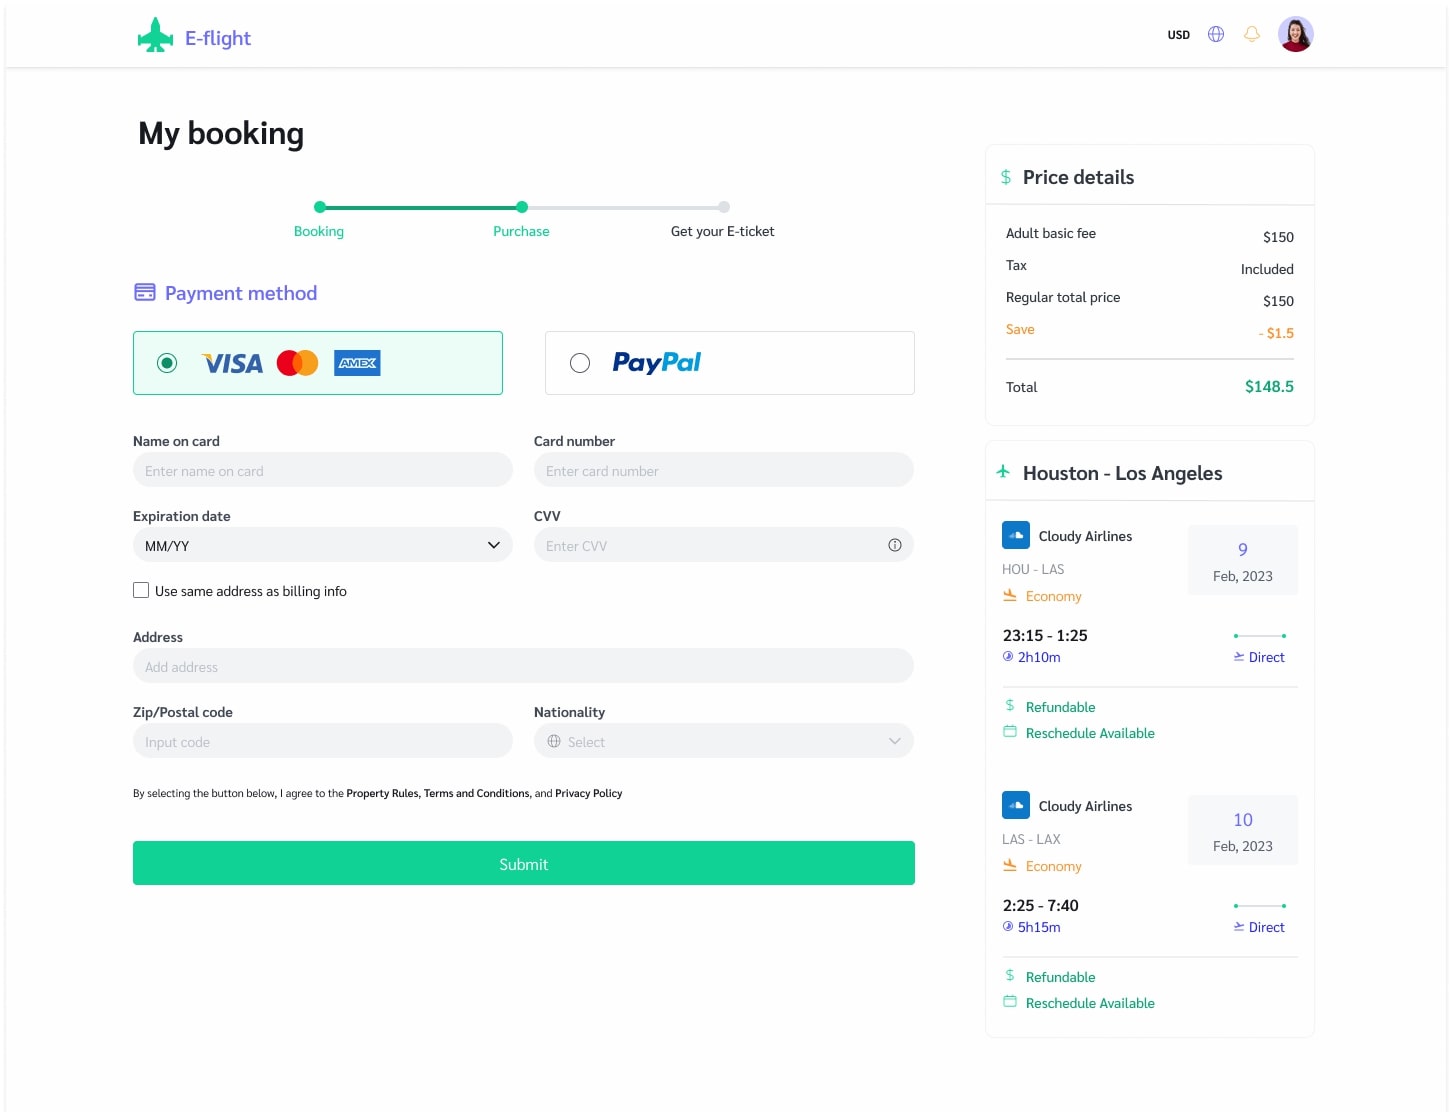 E-flight
USD
My booking
Booking
Purchase
Get your E-ticket
Payment method
VISA
AMEX
PayPal
Name on card
Card number
Enter name on card
Enter card number
Expiration date
CVV
MM/YY
Enter CVV
Use same address as billing info
Address
Add address
Zip/Postal code
Nationality
Input code
Select
By selecting the button below, I agree to the Property Rules, Terms and Conditions, and Privacy Policy
Submit
$ Price details
Adult basic fee $150
Tax Included
Regular total price $150
Save - $1.5
Total $148.5
Houston - Los Angeles
Cloudy Airlines
HOU - LAS
Economy
9
Feb, 2023
23:15 - 1:25
2h10m
Direct
$ Refundable
Reschedule Available
Cloudy Airlines
LAS - LAX
Economy
10
Feb, 2023
2:25 - 7:40
5h15m
Direct
$ Refundable
Reschedule Available